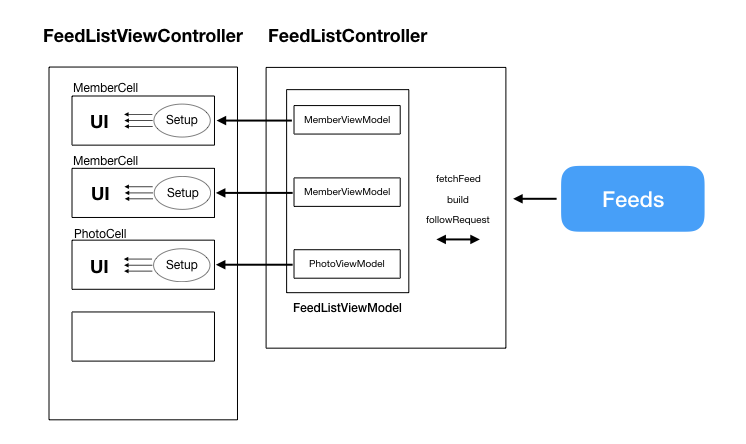 FeedListViewController
FeedListController
MemberCell
UI
Setup
MemberCell
UI
Setup
PhotoCell
UI
Setup
MemberViewModel
MemberViewModel
PhotoViewModel
FeedListViewModel
fetchFeed
build
followRequest
Feeds